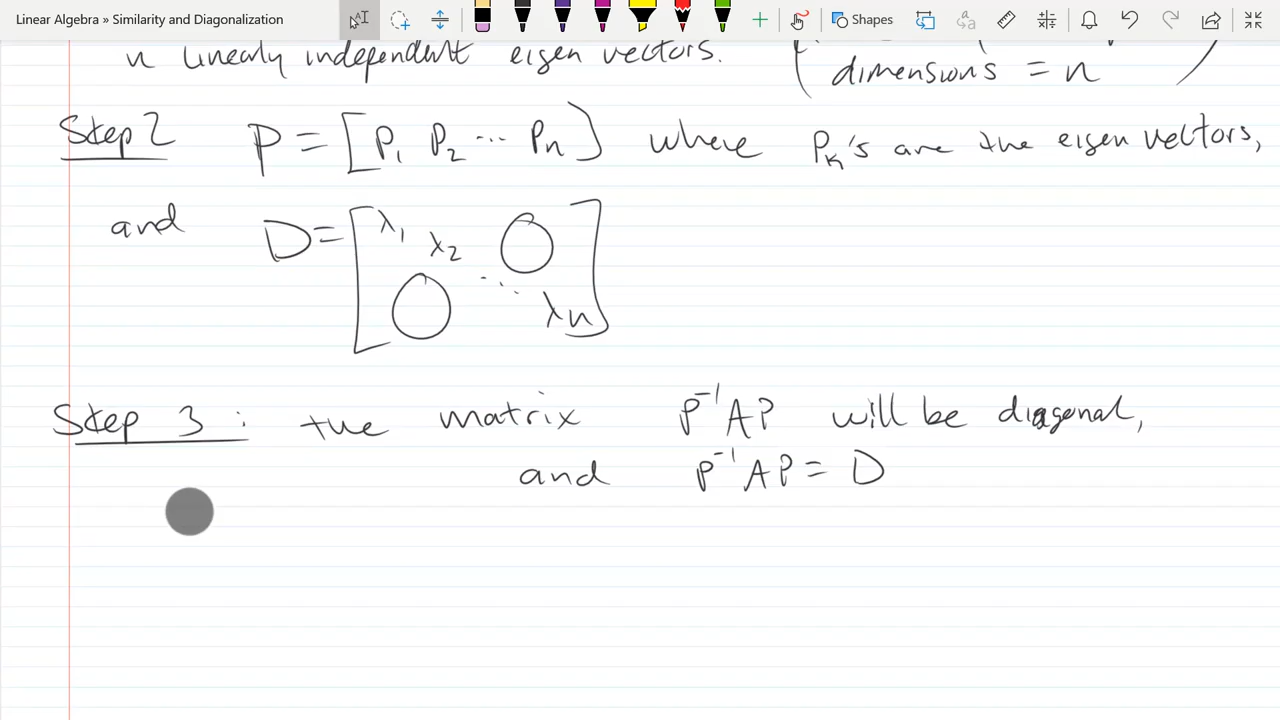 Linear Algebra » Similarity and Diagonalization
Shapes
n linearly independent eigen vectors.
dimensions = n
Step 2 P = [P₁ P₂ ⋯ Pn] where Pₖ's are the eigen vectors,
and D = [λ₁ λ₂ 0 0 ⋱ λn]
Step 3 : the matrix P⁻¹AP will be diagonal,
and P⁻¹AP = D